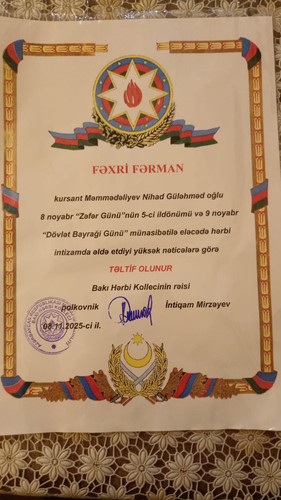 FƏXRİ FƏRMAN
kursant Məmmədəliyev Nihad Güləhməd oğlu
8 noyabr "Zəfər Günü"nün 5-ci ildönümü və 9 noyabr
"Dövlət Bayrağı Günü" münasibətilə eləcədə hərbi
intizamda əldə etdiyi yüksək nəticələrə görə
TƏLTİF OLUNUR
Bakı Hərbi Kollecinin rəisi
polkovnik İntiqam Mirzəyev
08.11.2025-ci il.